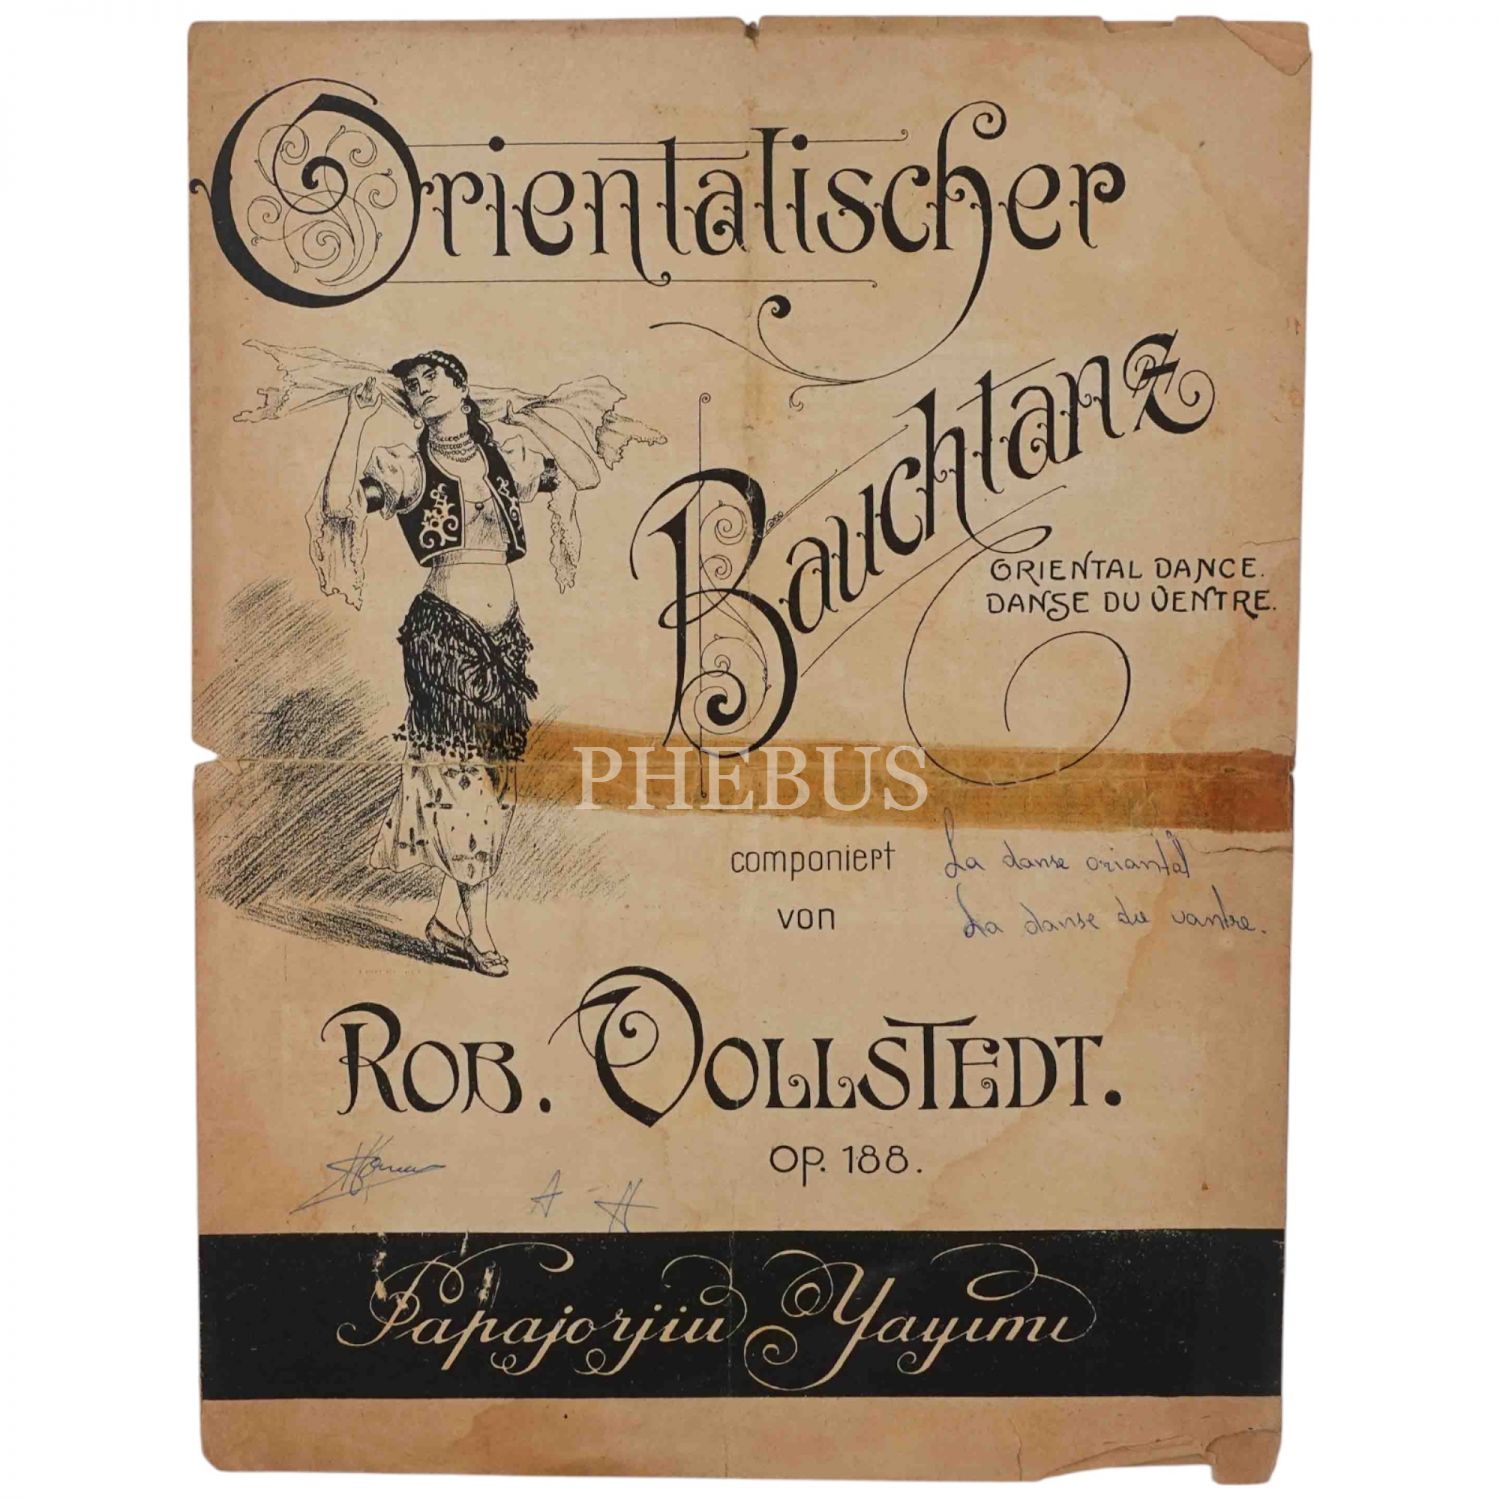 Orientalischer
Bauchtanz
ORIENTAL DANCE.
DANSE DU VENTRE.
PHEBUS
componiert
von
La danse oriantal
La danse du vantre.
ROB. VOLLSTEDT.
OP. 188.
A H
Papajorjiu Yayımı